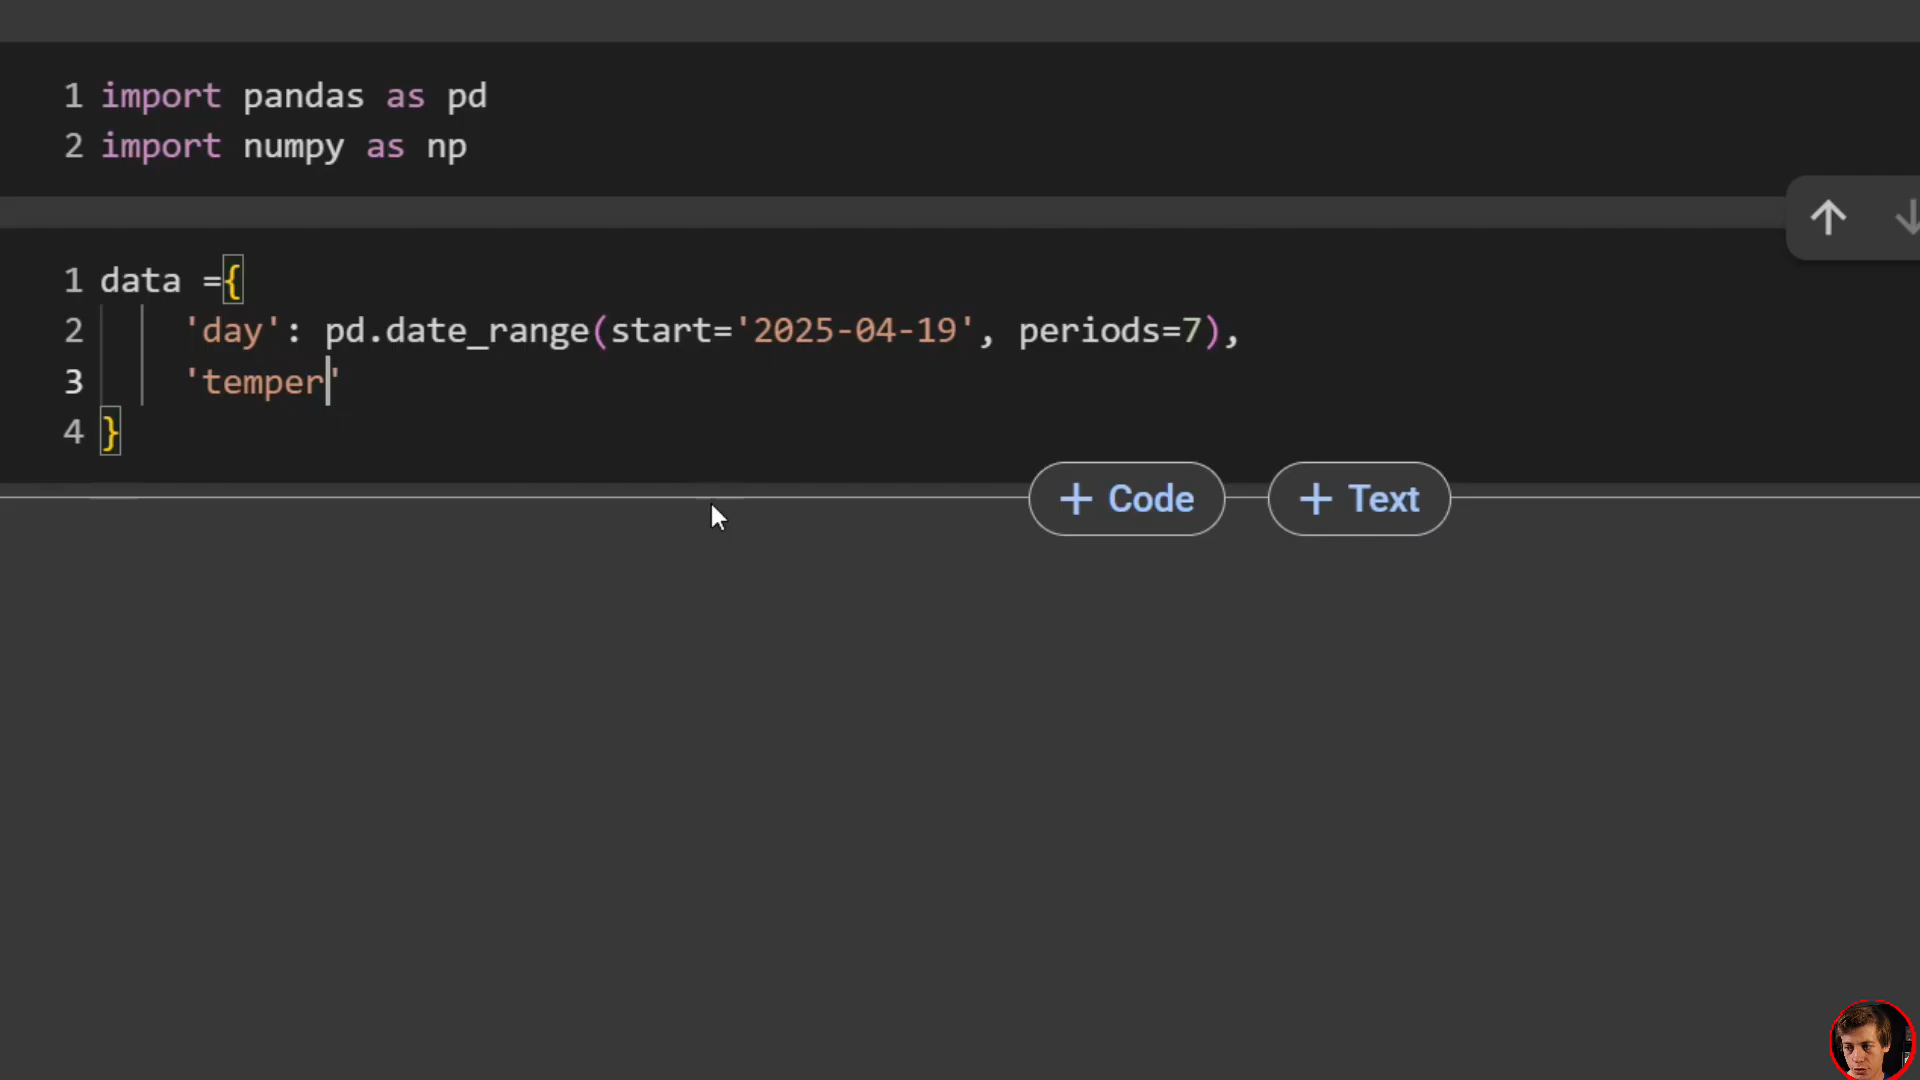 1 import pandas as pd
2 import numpy as np
1 data ={
2 'day': pd.date_range(start='2025-04-19', periods=7),
3 'temper'
4 }
+ Code + Text